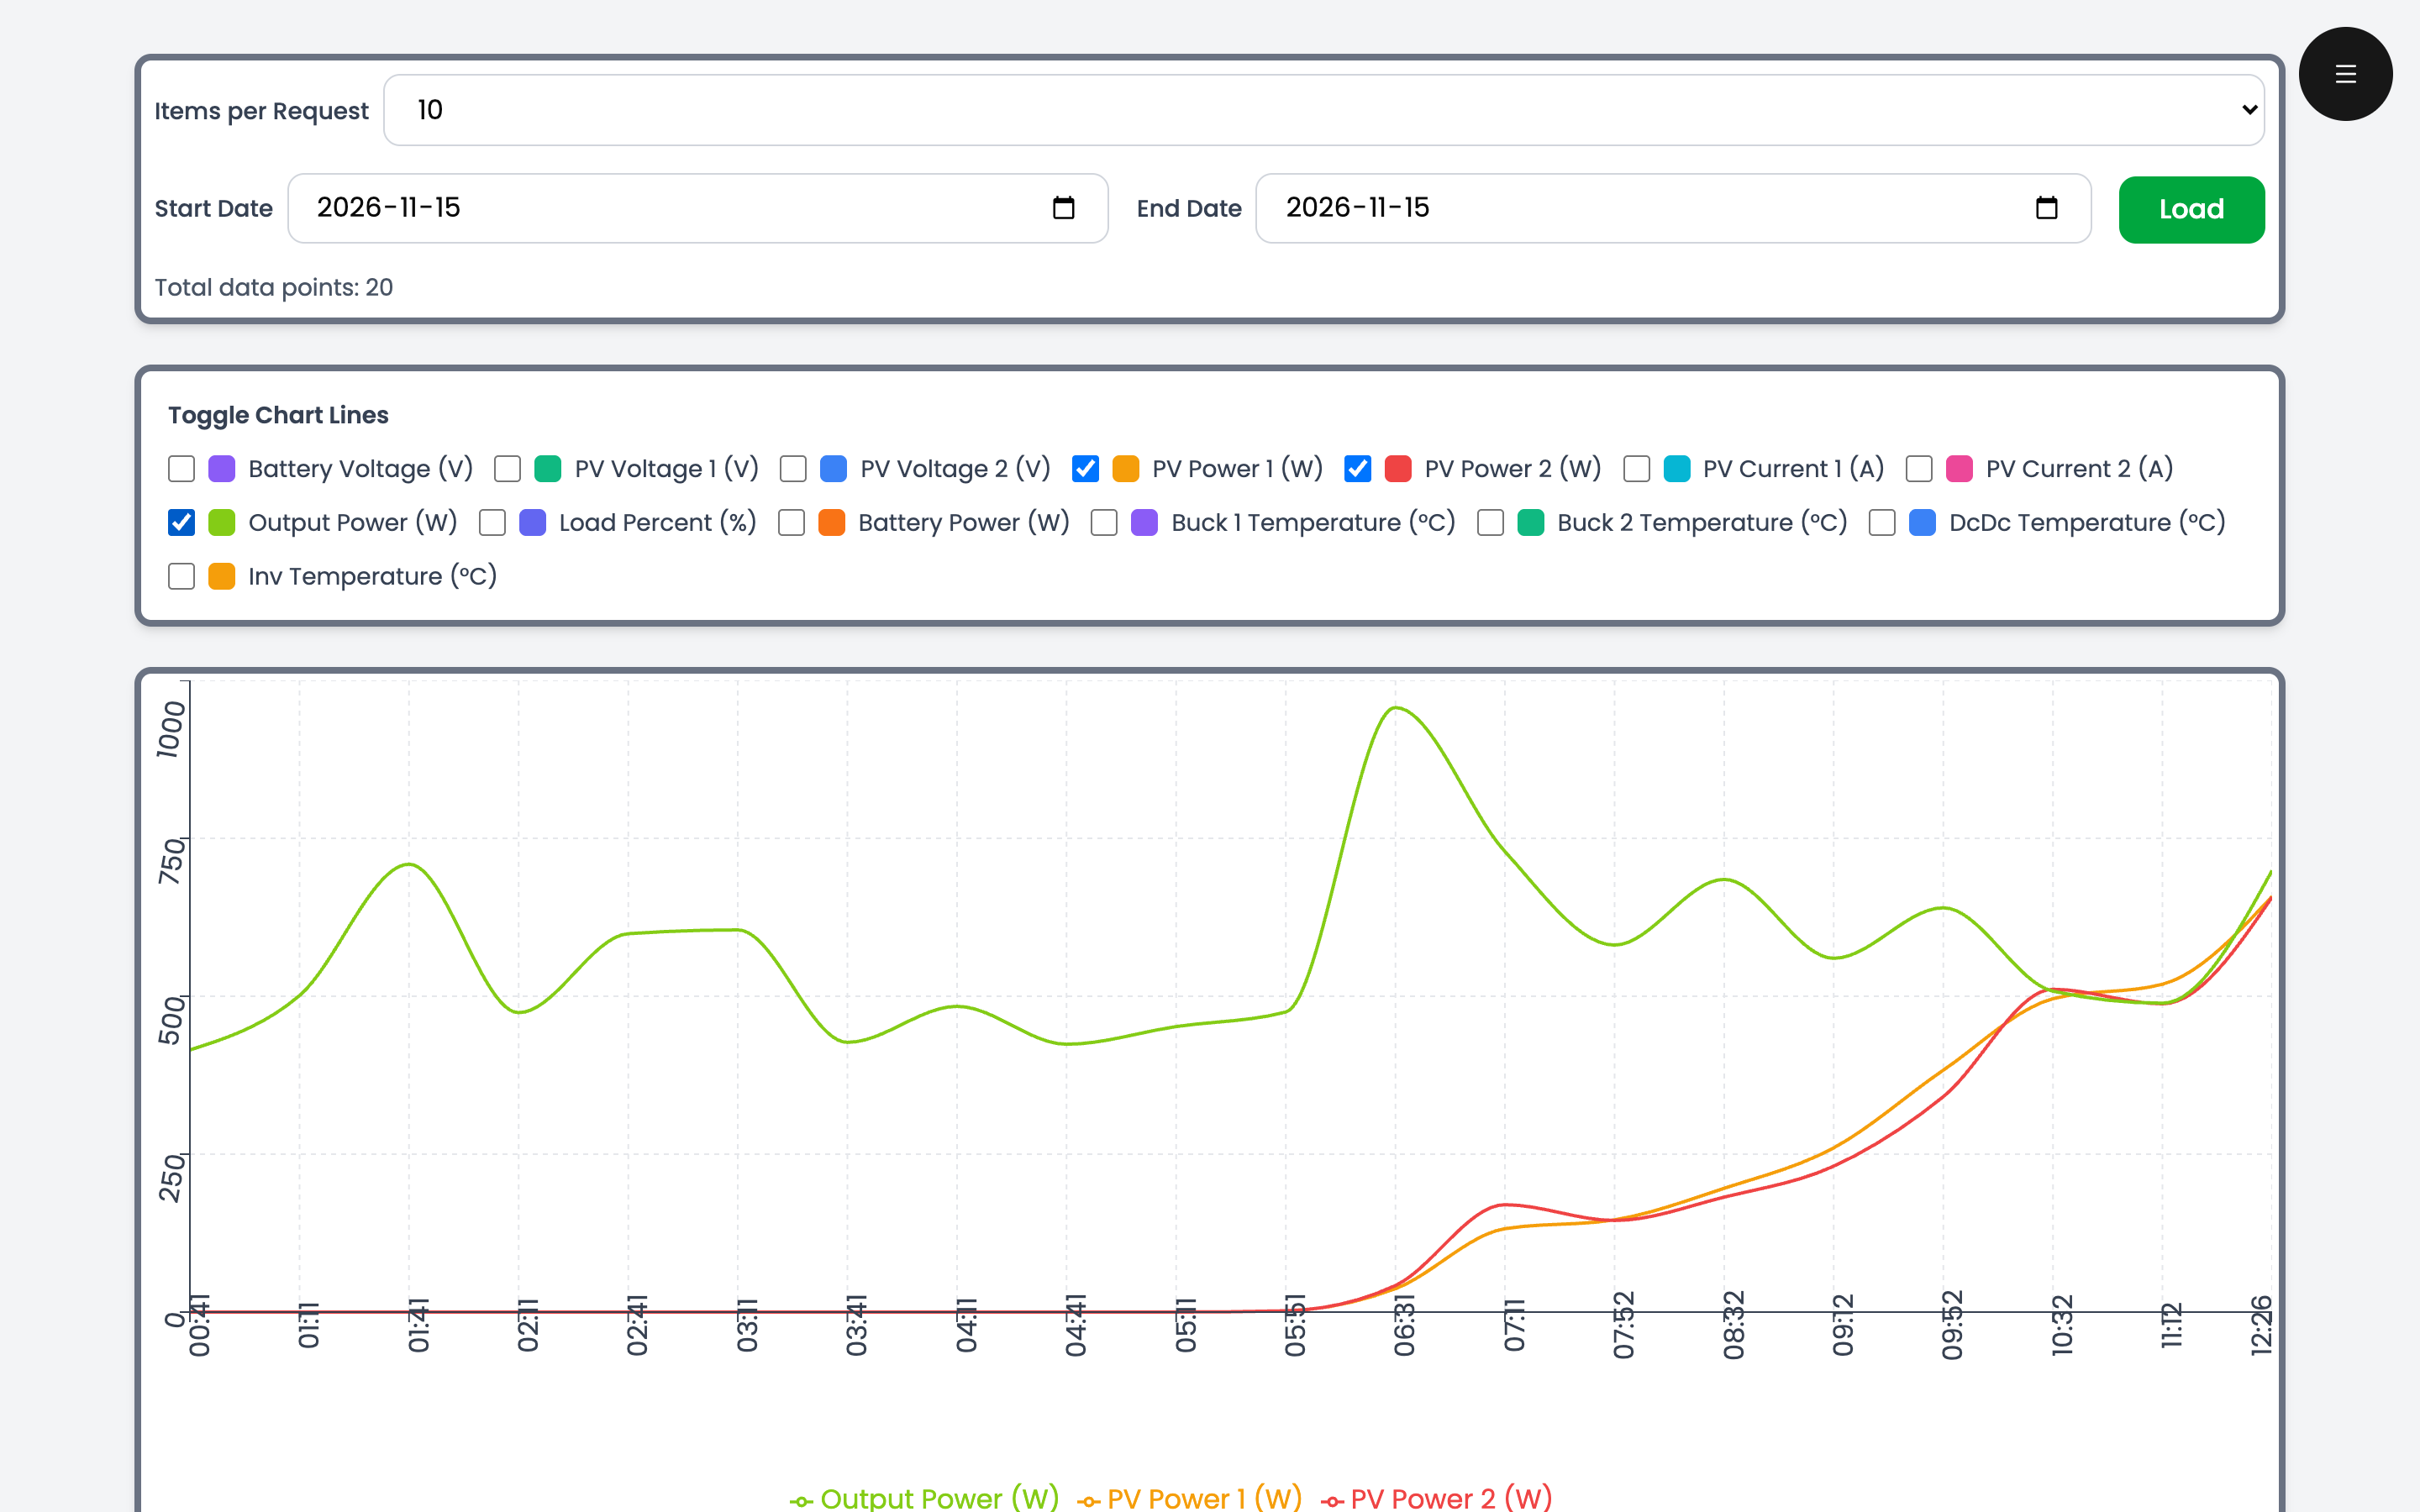 Items per Request 10
Start Date 2026-11-15 End Date 2026-11-15 Load
Total data points: 20
Toggle Chart Lines
Battery Voltage (V) PV Voltage 1 (V) PV Voltage 2 (V) PV Power 1 (W) PV Power 2 (W) PV Current 1 (A) PV Current 2 (A)
Output Power (W) Load Percent (%) Battery Power (W) Buck 1 Temperature (°C) Buck 2 Temperature (°C) DcDc Temperature (°C)
Inv Temperature (°C)
1000
750
500
250
0
00:41 01:11 01:41 02:11 02:41 03:11 03:41 04:11 04:41 05:11 05:51 06:31 07:11 07:52 08:32 09:12 09:52 10:32 11:12 12:26
Output Power (W) PV Power 1 (W) PV Power 2 (W)